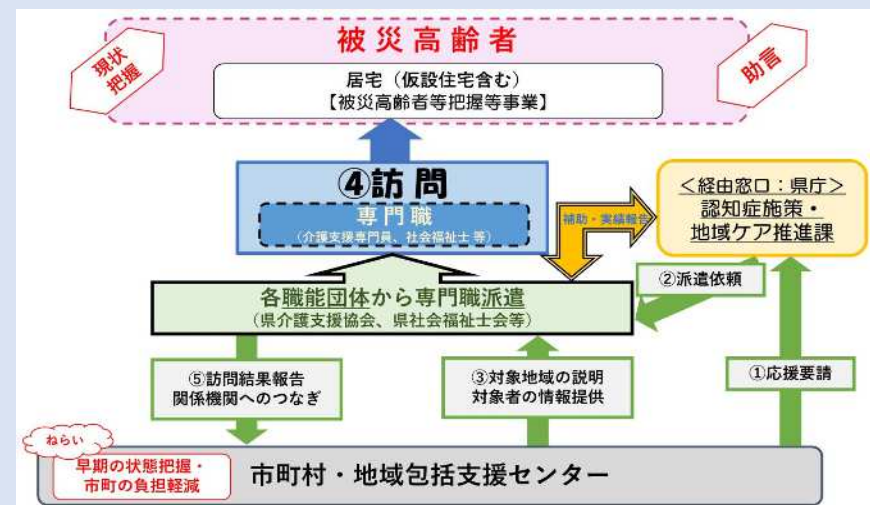 被災高齢者
現状
把握
助言
居宅（仮設住宅含む）
【被災高齢者等把握等事業】
④訪問
専門職
（介護支援専門員、社会福祉士 等）
補助・実績報告
＜経由窓口：県庁＞
認知症施策・
地域ケア推進課
各職能団体から専門職派遣
（県介護支援協会、県社会福祉士会等）
②派遣依頼
⑤訪問結果報告
関係機関へのつなぎ
③対象地域の説明
対象者の情報提供
①応援要請
ねらい
早期の状態把握・
市町の負担軽減
市町村・地域包括支援センター